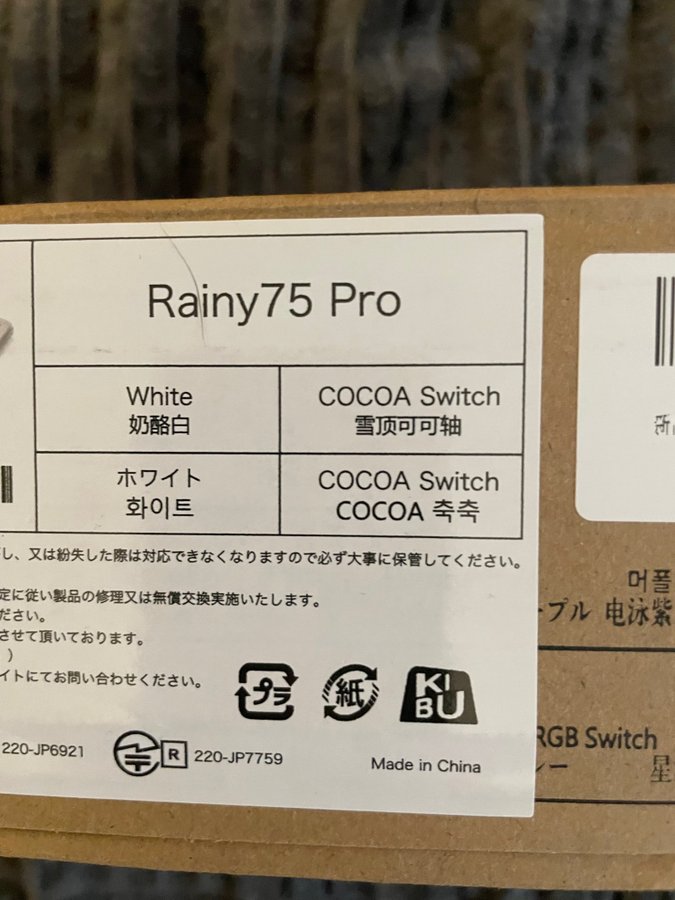 Rainy75 Pro
White
奶酪白
COCOA Switch
雪顶可可轴
ホワイト
화이트
COCOA Switch
COCOA 축축
し、又は紛失した際は対応できなくなりますので必ず大事に保管してください。
定に従い製品の修理又は無償交換実施いたします。
ださい。
させて頂いております。
)
イトにてお問い合わせください。
プラ
紙
KIBU
220-JP6921
R 220-JP7759
Made in China
머플
プル 电泳紫
RGB Switch
レー 星